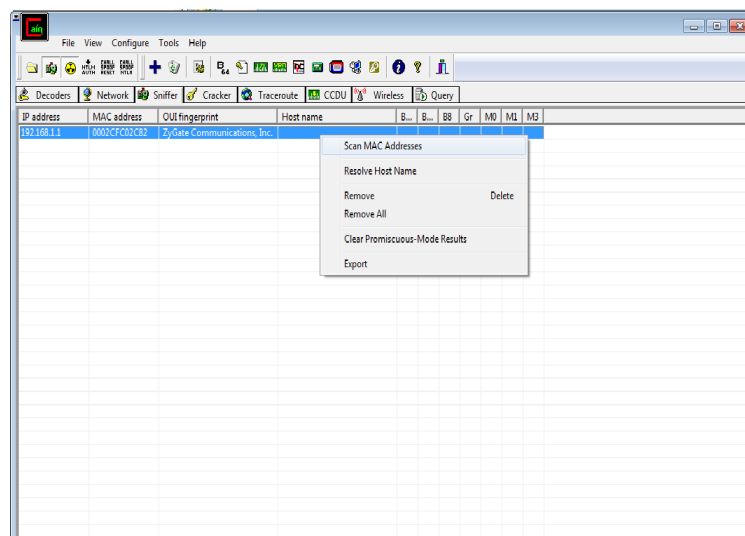 ain
File View Configure Tools Help
Decoders Network Sniffer Cracker Traceroute CCDU Wireless Query
IP address MAC address OUI fingerprint Host name B... B... B8 Gr M0 M1 M3
192.168.1.1 0002CFC02C82 ZyGate Communications, Inc.
Scan MAC Addresses
Resolve Host Name
Remove Delete
Remove All
Clear Promiscuous-Mode Results
Export